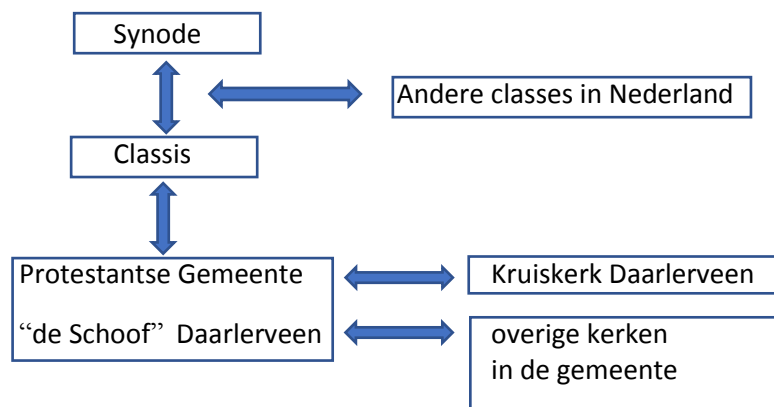 Synode
Andere classes in Nederland
Classis
Protestantse Gemeente
“de Schoof” Daarlerveen
Kruiskerk Daarlerveen
overige kerken
in de gemeente